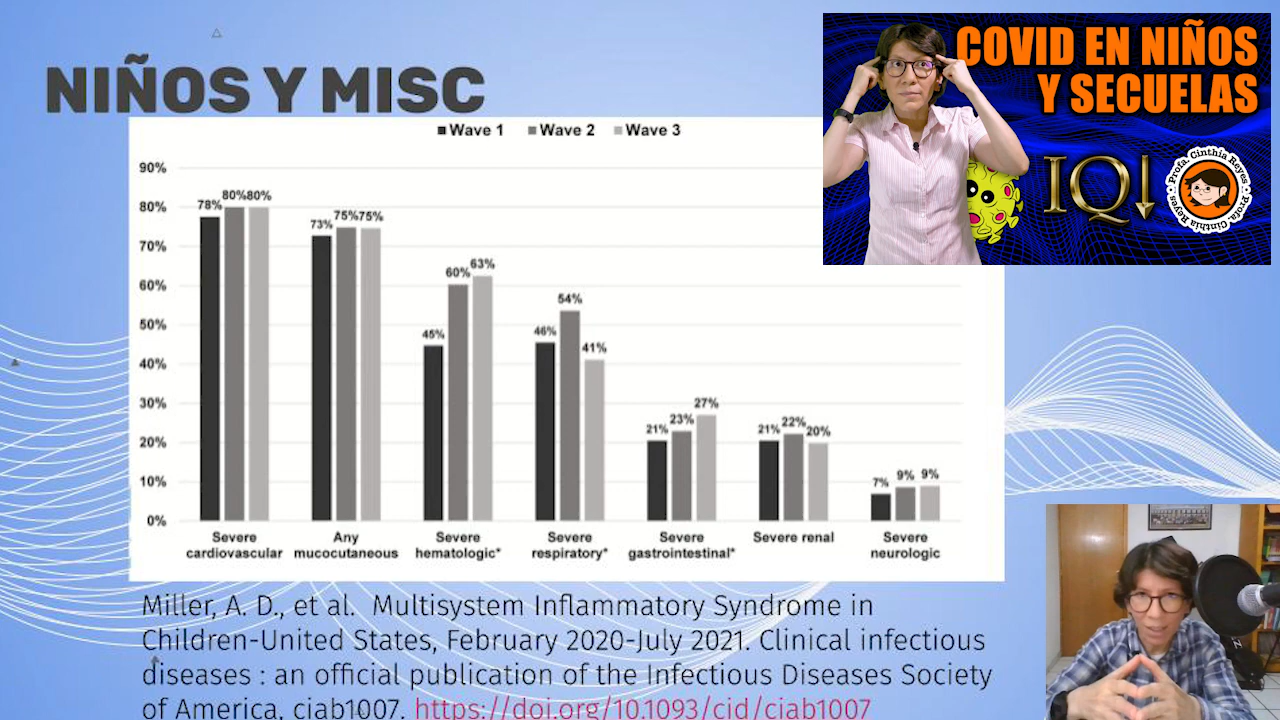 NIÑOS Y MISC
COVID EN NIÑOS
Y SECUELAS
IQ↓
Profa. Cinthia Reyes • Profa. Cinthia Reyes •
Wave 1 Wave 2 Wave 3
90%
80%
70%
60%
50%
40%
30%
20%
10%
0%
78% 80% 80%
73% 75% 75%
45% 60% 63%
46% 54% 41%
21% 23% 27%
21% 22% 20%
7% 9% 9%
Severe
cardiovascular
Any
mucocutaneous
Severe
hematologic*
Severe
respiratory*
Severe
gastrointestinal*
Severe renal
Severe
neurologic
Miller, A. D., et al. Multisystem Inflammatory Syndrome in
Children-United States, February 2020-July 2021. Clinical infectious
diseases : an official publication of the Infectious Diseases Society
of America, ciab1007. https://doi.org/10.1093/cid/ciab1007